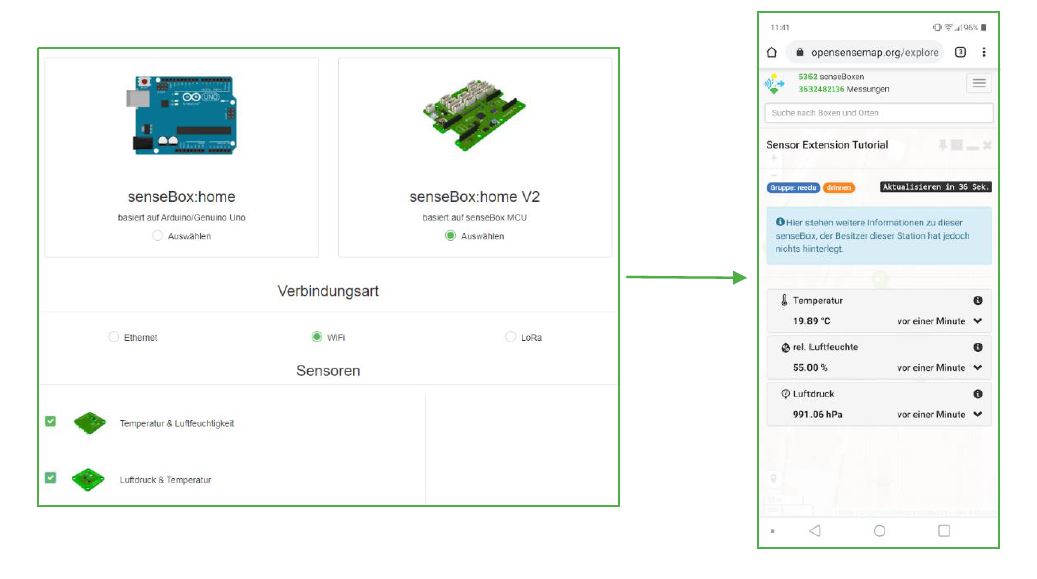 senseBox:home
basiert auf Arduino/Genuino Uno
Auswählen
senseBox:home V2
basiert auf senseBox MCU
Auswählen
Verbindungsart
Ethernet
WiFi
LoRa
Sensoren
Temperatur & Luftfeuchtigkeit
Luftdruck & Temperatur
11:41
96%
opensensemap.org/explore
3
5362 senseBoxen
3632482136 Messungen
Suche nach Boxen und Orten
Sensor Extension Tutorial
Gruppe: reedu
drinnen
Aktualisieren in 36 Sek.
Hier stehen weitere Informationen zu dieser
senseBox, der Besitzer dieser Station hat jedoch
nichts hinterlegt.
Temperatur
19.89 °C
vor einer Minute
rel. Luftfeuchte
55.00 %
vor einer Minute
Luftdruck
991.06 hPa
vor einer Minute